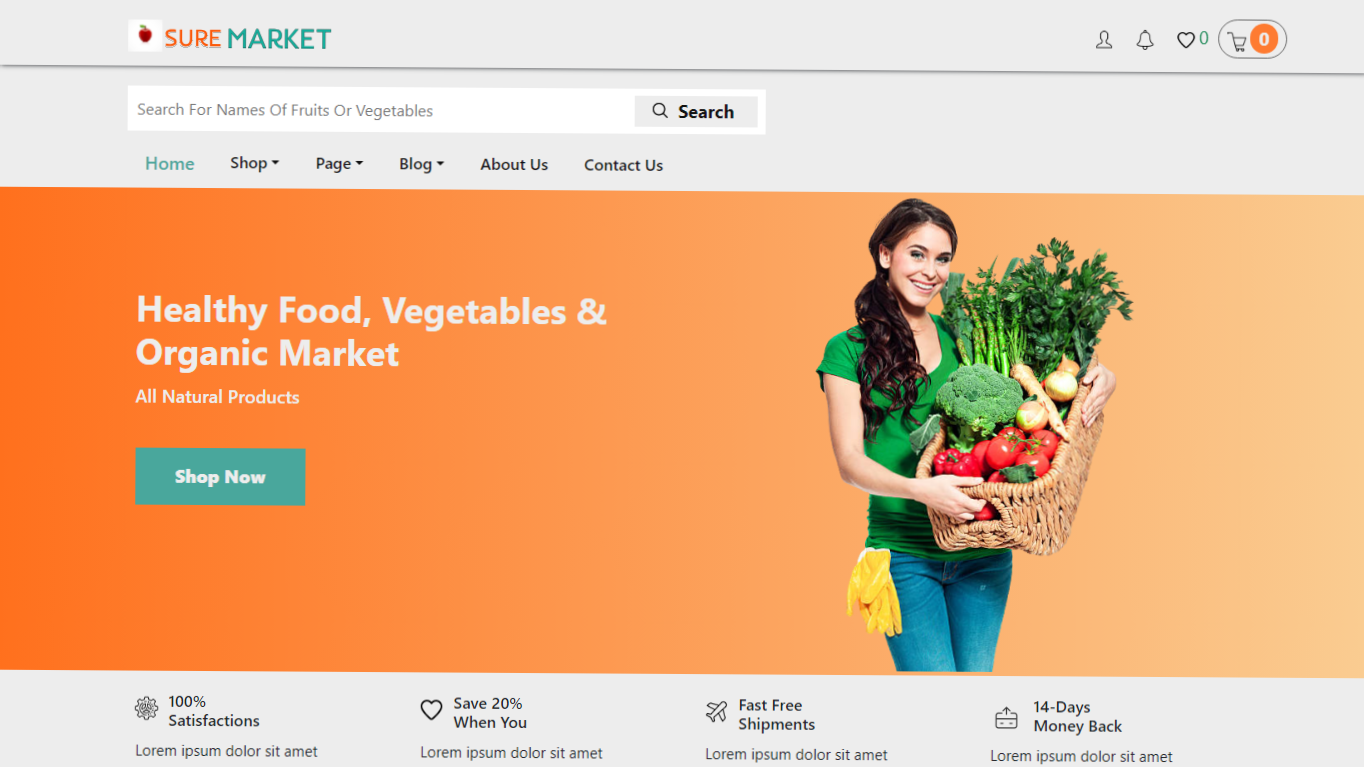 SURE MARKET
0
0
Search For Names Of Fruits Or Vegetables
Search
Home Shop Page Blog About Us Contact Us
Healthy Food, Vegetables &
Organic Market
All Natural Products
Shop Now
100%
Satisfactions
Lorem ipsum dolor sit amet
Save 20%
When You
Lorem ipsum dolor sit amet
Fast Free
Shipments
Lorem ipsum dolor sit amet
14-Days
Money Back
Lorem ipsum dolor sit amet